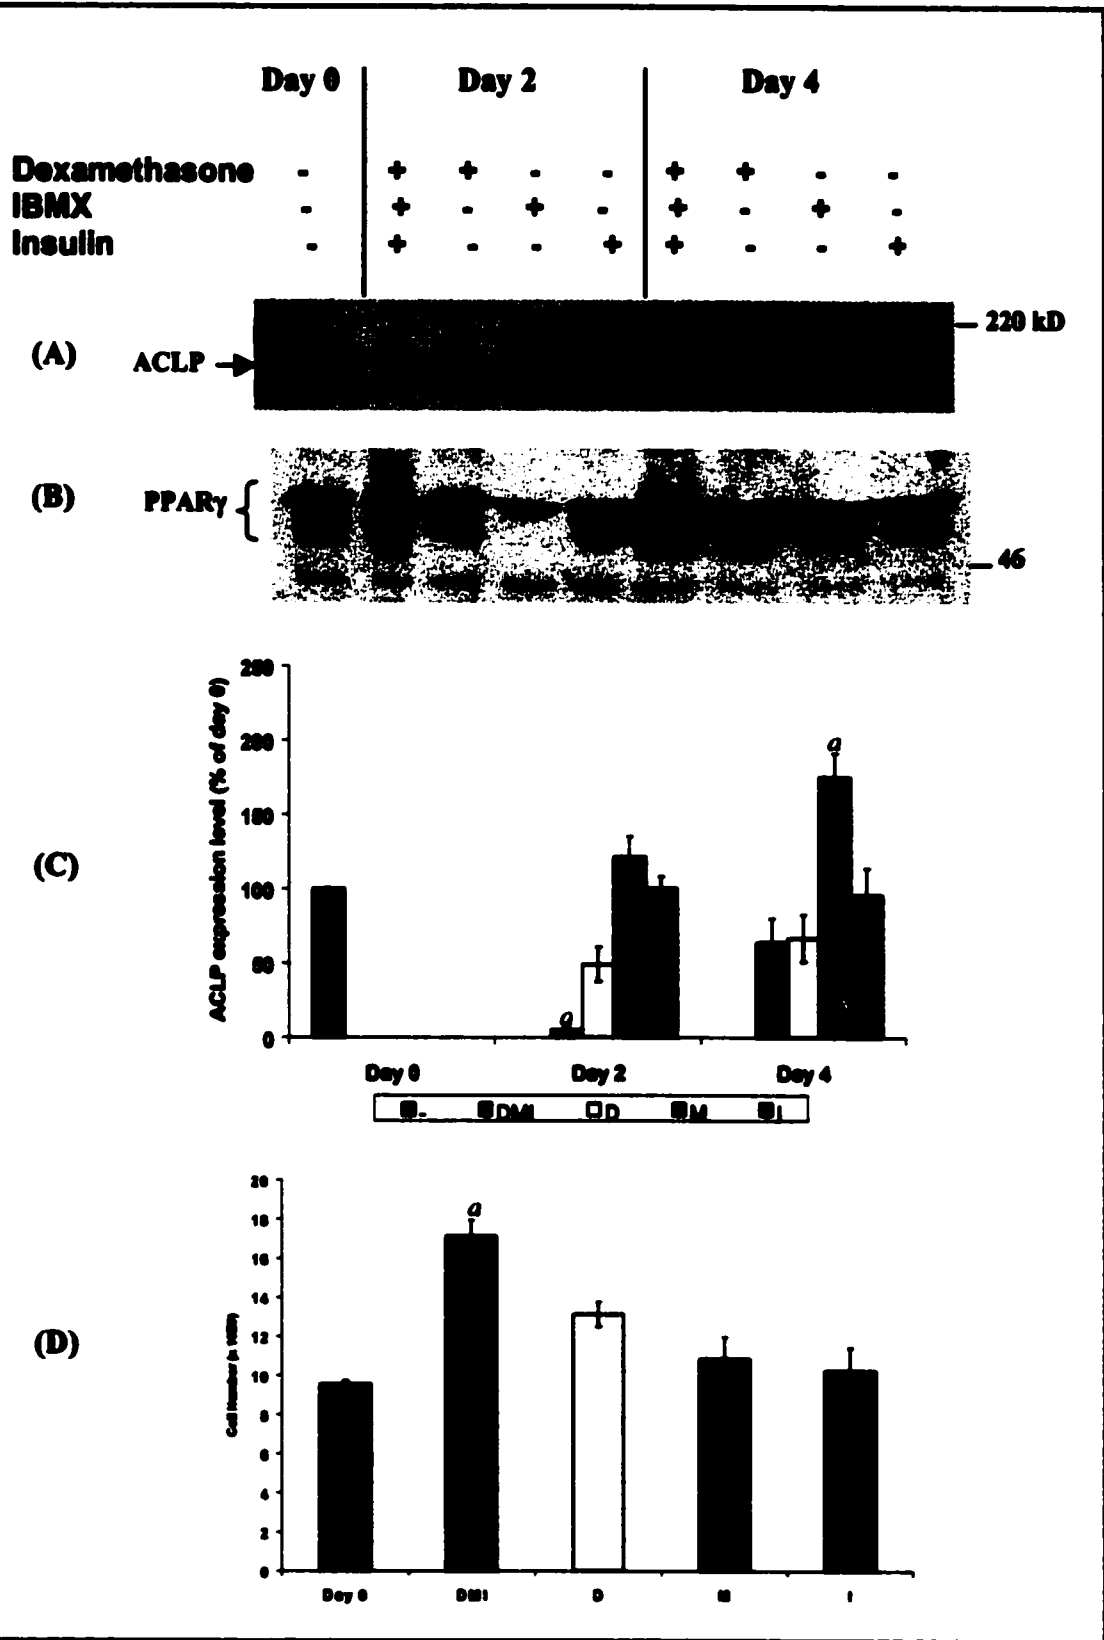 Day 0 Day 2 Day 4
Dexamethasone - + + - - + + - -
IBMX - + - + - + - + -
Insulin - + - - + + - - +
(A) ACLP 220 kD
(B) PPARγ { 46
(C)
ACLP expression level (% of day 0)
250
200
150
100
50
0
a
a
Day 0 Day 2 Day 4
- DMI D M I
(D)
Cell Number
20
18
16
14
12
10
8
6
4
2
0
a
Day 0 DMI D M I